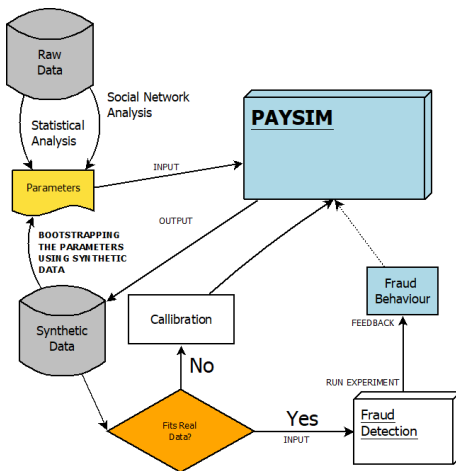 Raw
Data
Social Network
Analysis
Statistical
Analysis
PAYSIM
INPUT
Parameters
OUTPUT
BOOTSTRAPPING
THE PARAMETERS
USING SYNTHETIC
DATA
Fraud
Behaviour
Callibration
Synthetic
Data
FEEDBACK
No
RUN EXPERIMENT
Yes
Fits Real
Data?
INPUT
Fraud
Detection